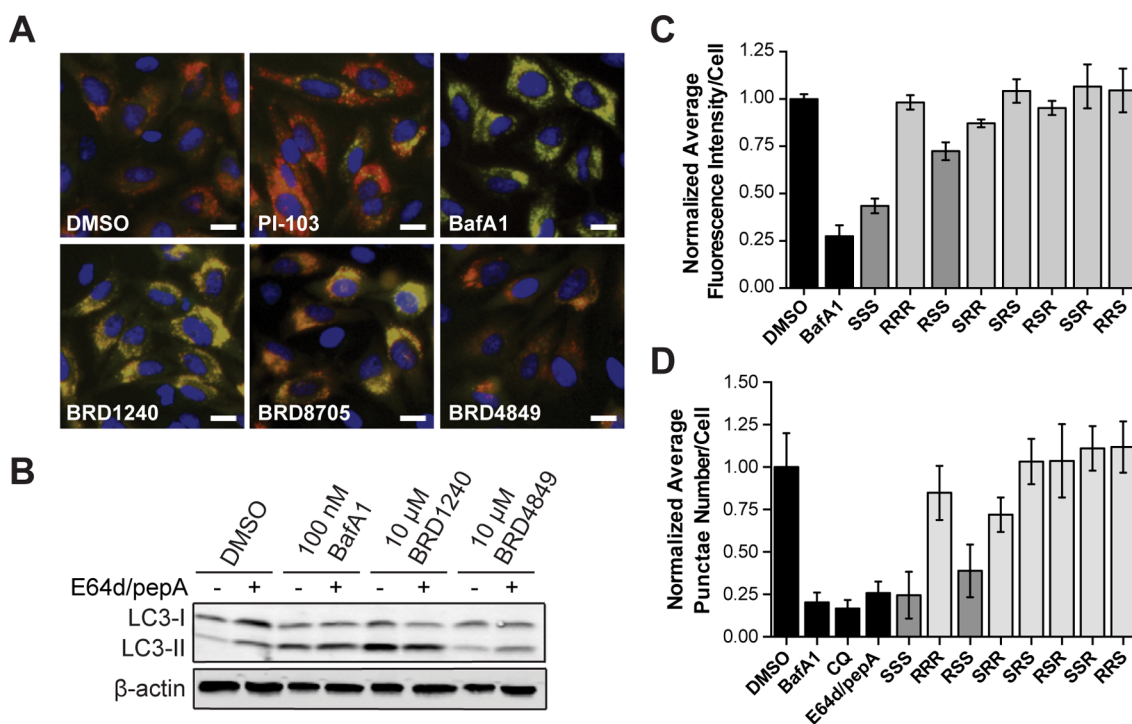 A
DMSO
PI-103
BafA1
BRD1240
BRD8705
BRD4849
B
DMSO
100 nM
BafA1
10 µM
BRD1240
10 µM
BRD4849
E64d/pepA
- + - + - + - +
LC3-I
LC3-II
β-actin
C
Normalized Average
Fluorescence Intensity/Cell
1.25
1.00
0.75
0.50
0.25
0.00
DMSO
BafA1
SSS
RRR
RSS
SRR
SRS
RSR
SSR
RRS
D
Normalized Average
Punctae Number/Cell
1.50
1.25
1.00
0.75
0.50
0.25
0.00
DMSO
BafA1
CQ
E64d/pepA
SSS
RRR
RSS
SRR
SRS
RSR
SSR
RRS